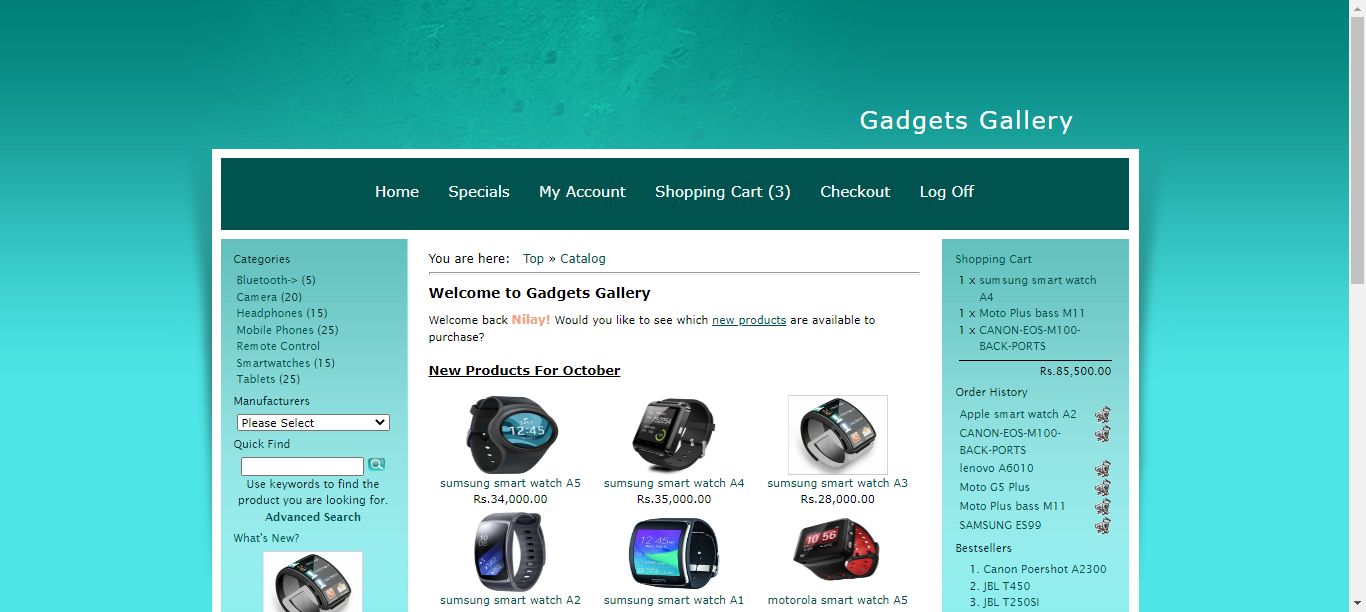 Gadgets Gallery
Home Specials My Account Shopping Cart (3) Checkout Log Off
Categories
Bluetooth-> (5)
Camera (20)
Headphones (15)
Mobile Phones (25)
Remote Control
Smartwatches (15)
Tablets (25)
Manufacturers
Please Select
Quick Find
Use keywords to find the
product you are looking for.
Advanced Search
What's New?
You are here: Top » Catalog
Welcome to Gadgets Gallery
Welcome back Nilay! Would you like to see which new products are available to
purchase?
New Products For October
sumsung smart watch A5
Rs.34,000.00
sumsung smart watch A4
Rs.35,000.00
sumsung smart watch A3
Rs.28,000.00
sumsung smart watch A2
sumsung smart watch A1
motorola smart watch A5
Shopping Cart
1 x sumsung smart watch
A4
1 x Moto Plus bass M11
1 x CANON-EOS-M100-
BACK-PORTS
Rs.85,500.00
Order History
Apple smart watch A2
CANON-EOS-M100-
BACK-PORTS
lenovo A6010
Moto G5 Plus
Moto Plus bass M11
SAMSUNG ES99
Bestsellers
1. Canon Poershot A2300
2. JBL T450
3. JBL T250SI